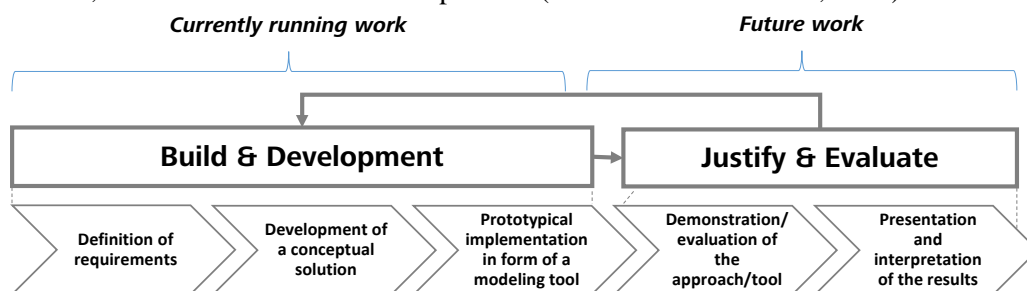 Currently running work
Future work
Build & Development
Justify & Evaluate
Definition of
requirements
Development of
a conceptual
solution
Prototypical
implementation
in form of a
modeling tool
Demonstration/
evaluation of
the
approach/tool
Presentation
and
interpretation
of the results